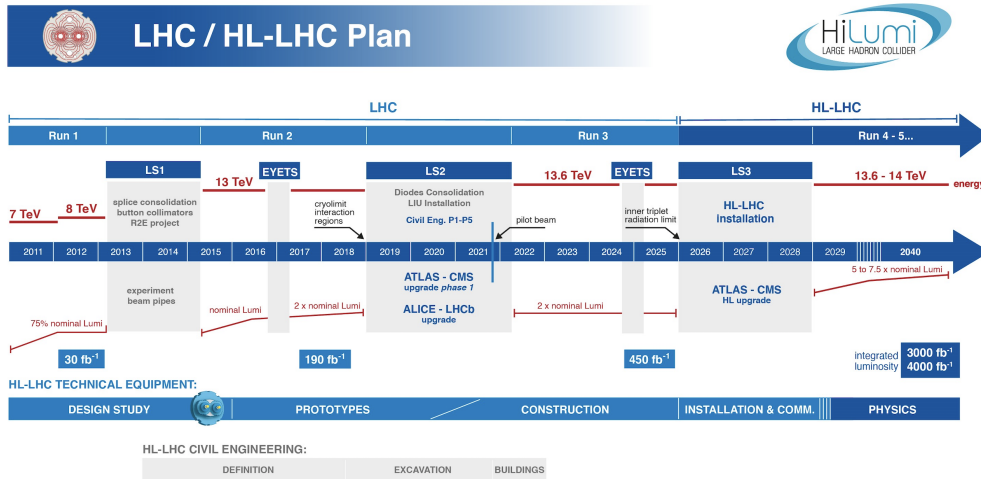 LHC / HL-LHC Plan
HiLumi
LARGE HADRON COLLIDER
LHC
HL-LHC
Run 1
Run 2
Run 3
Run 4 - 5...
LS1
EYETS
LS2
EYETS
LS3
13 TeV
13.6 TeV
13.6 - 14 TeV
energy
7 TeV
8 TeV
splice consolidation
button collimators
R2E project
cryolimit
interaction
regions
Diodes Consolidation
LIU Installation
Civil Eng. P1-P5
pilot beam
inner triplet
radiation limit
HL-LHC
installation
2011 2012 2013 2014 2015 2016 2017 2018 2019 2020 2021 2022 2023 2024 2025 2026 2027 2028 2029 2040
5 to 7.5 x nominal Lumi
experiment
beam pipes
ATLAS - CMS
upgrade phase 1
ALICE - LHCb
upgrade
ATLAS - CMS
HL upgrade
75% nominal Lumi
nominal Lumi
2 x nominal Lumi
2 x nominal Lumi
30 fb⁻¹
190 fb⁻¹
450 fb⁻¹
integrated
luminosity
3000 fb⁻¹
4000 fb⁻¹
HL-LHC TECHNICAL EQUIPMENT:
DESIGN STUDY
PROTOTYPES
CONSTRUCTION
INSTALLATION & COMM.
PHYSICS
HL-LHC CIVIL ENGINEERING:
DEFINITION
EXCAVATION
BUILDINGS